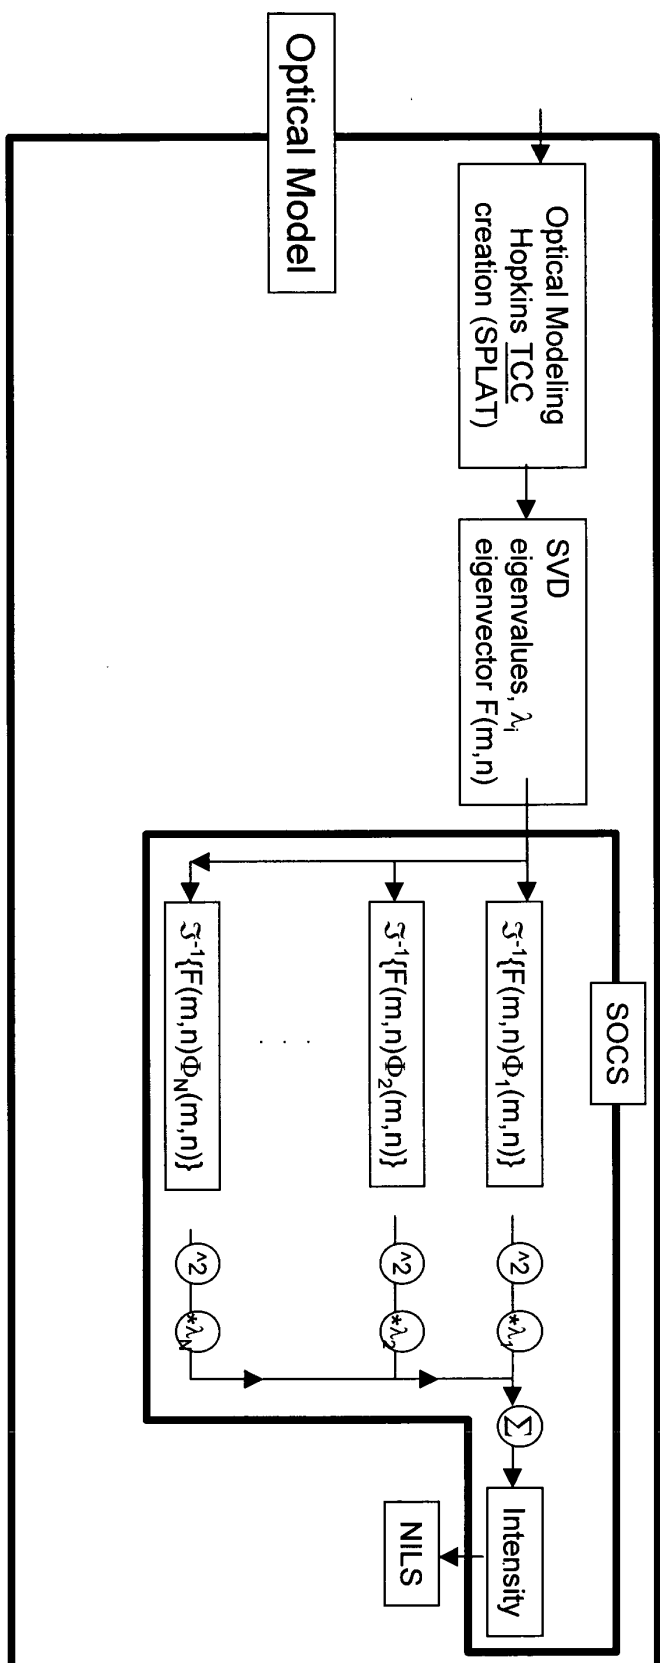 Optical Model
Optical Modeling
Hopkins TCC
creation (SPLAT)
SVD
eigenvalues, λi
eigenvector F(m,n)
SOCS
ℑ-1{F(m,n)Φ1(m,n)}
^2
*λ1
ℑ-1{F(m,n)Φ2(m,n)}
^2
*λ2
. . .
ℑ-1{F(m,n)ΦN(m,n)}
^2
*λN
Σ
Intensity
NILS